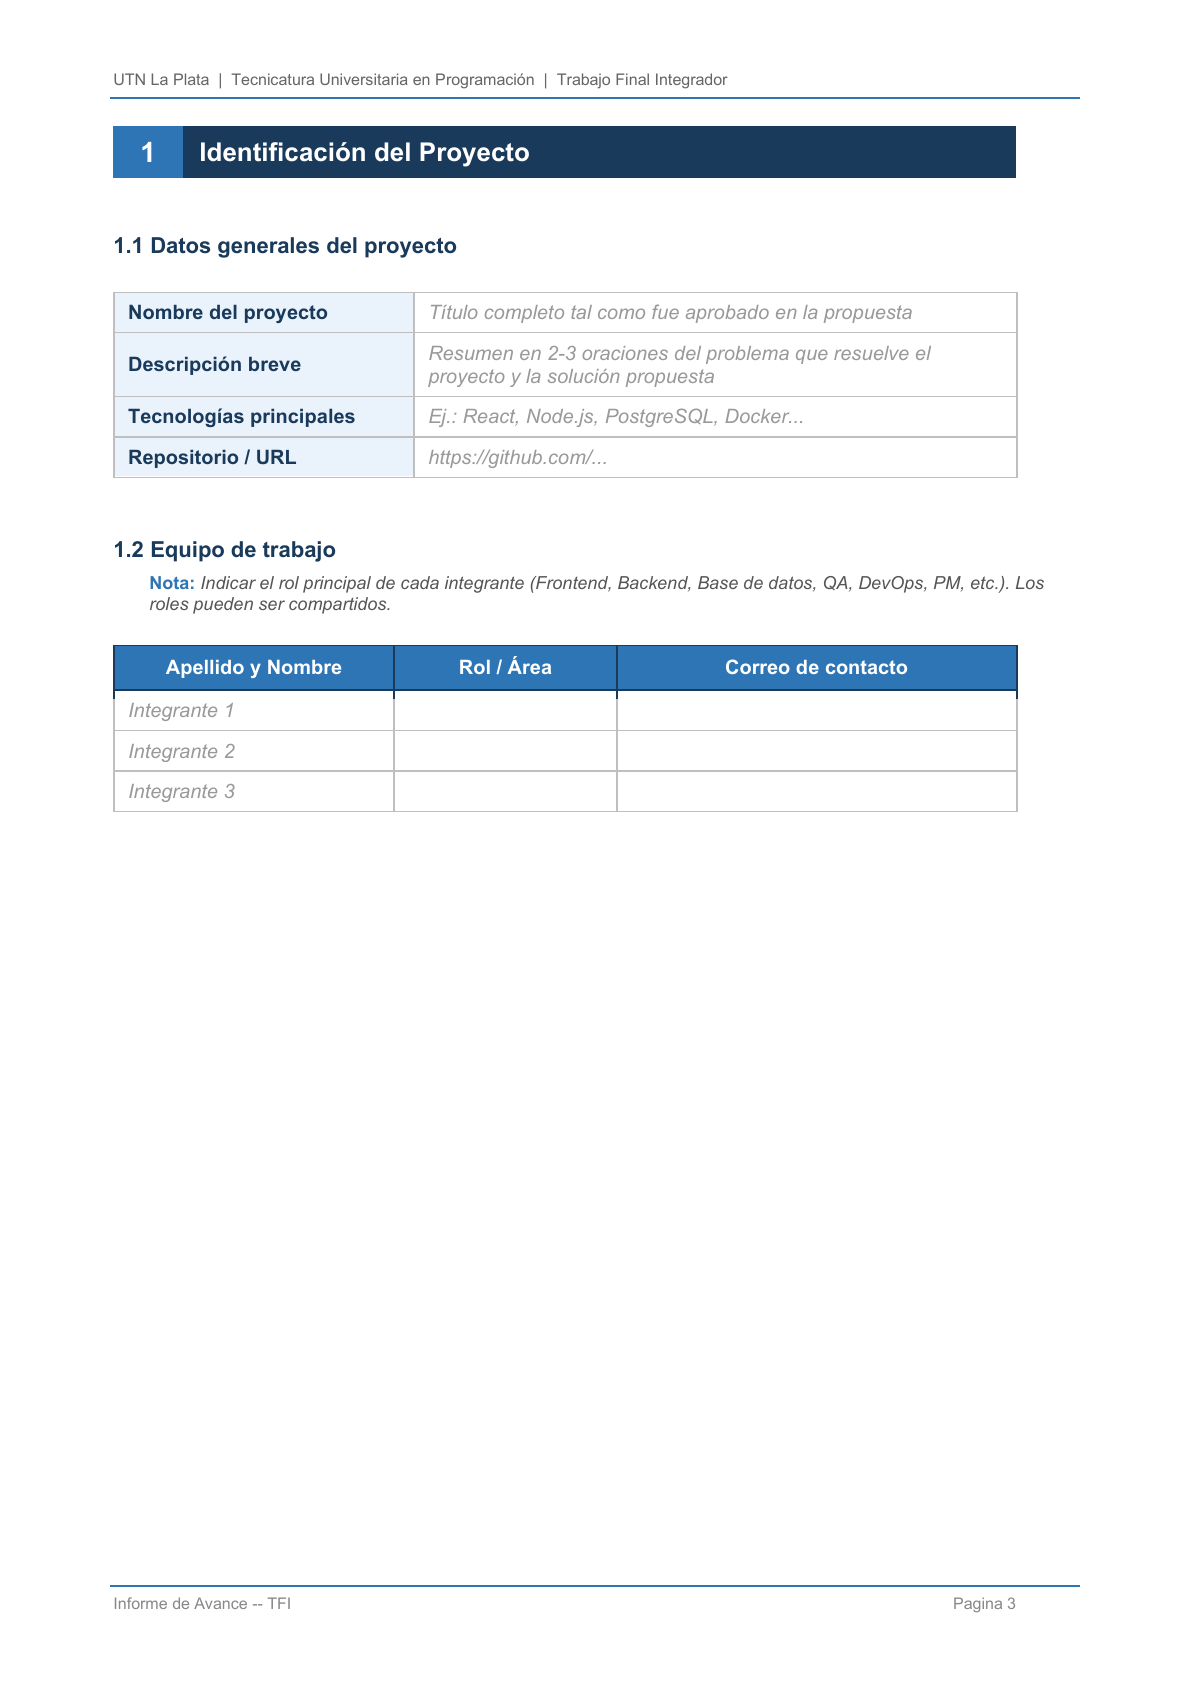 UTN La Plata | Tecnicatura Universitaria en Programación | Trabajo Final Integrador
1 Identificación del Proyecto
1.1 Datos generales del proyecto
Nombre del proyecto Título completo tal como fue aprobado en la propuesta
Descripción breve Resumen en 2-3 oraciones del problema que resuelve el
proyecto y la solución propuesta
Tecnologías principales Ej.: React, Node.js, PostgreSQL, Docker...
Repositorio / URL https://github.com/...
1.2 Equipo de trabajo
Nota: Indicar el rol principal de cada integrante (Frontend, Backend, Base de datos, QA, DevOps, PM, etc.). Los
roles pueden ser compartidos.
Apellido y Nombre Rol / Área Correo de contacto
Integrante 1
Integrante 2
Integrante 3
Informe de Avance -- TFI Pagina 3